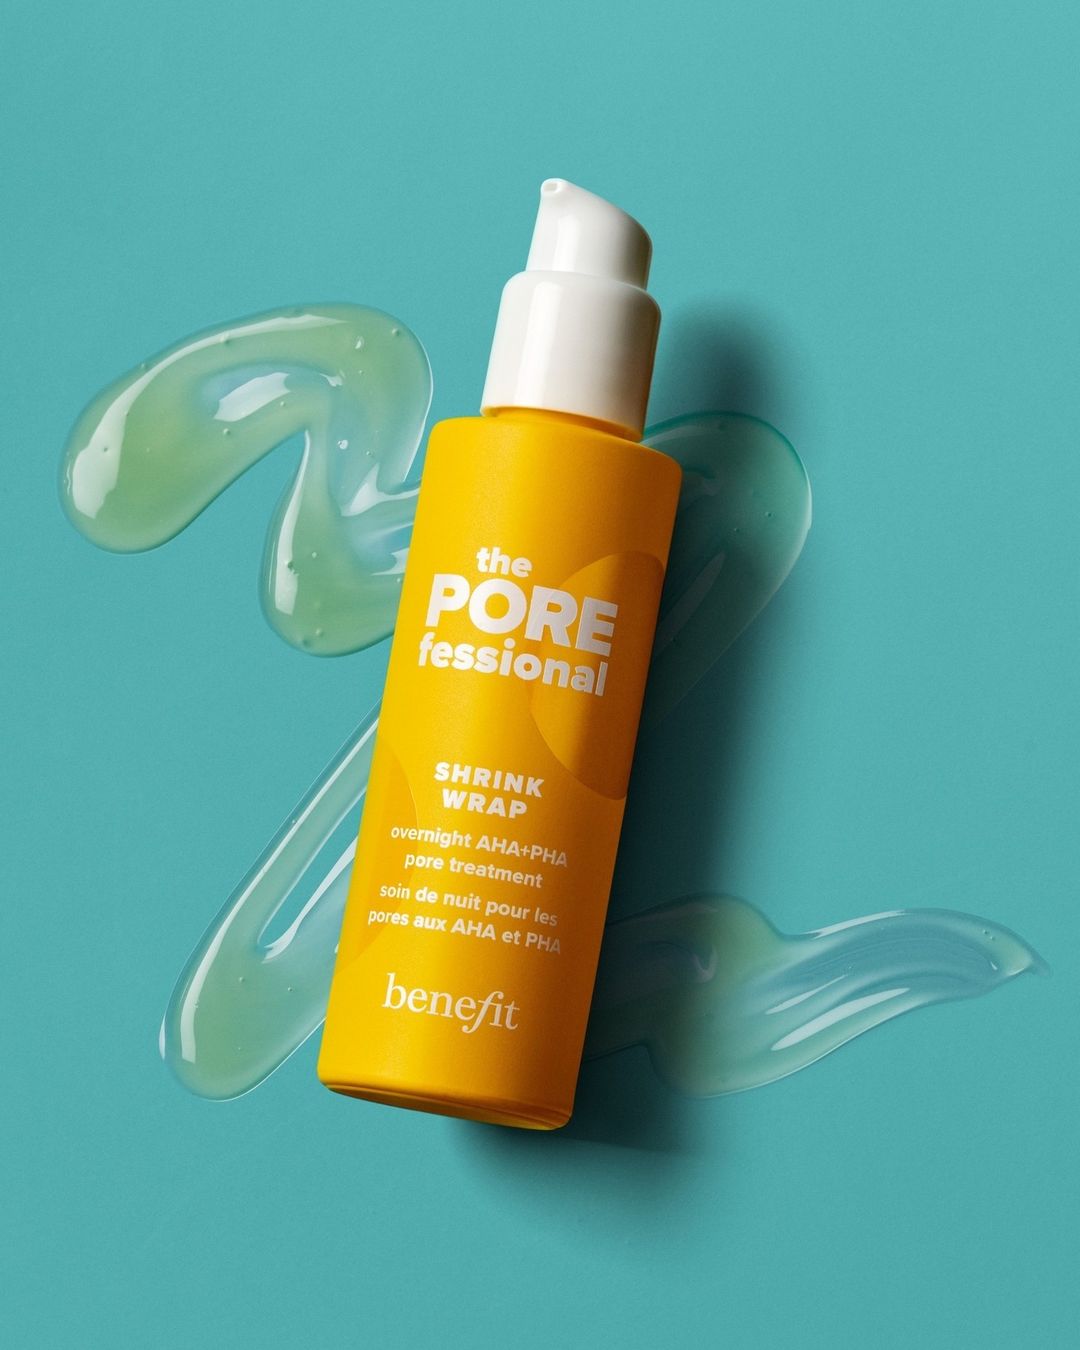 the
PORE
fessional
SHRINK
WRAP
overnight AHA+PHA
pore treatment
soin de nuit pour les
pores aux AHA et PHA
benefit